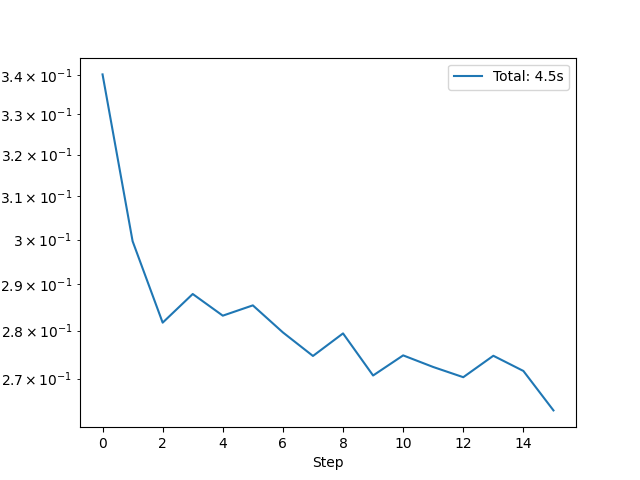 Total: 4.5s
3.4 × 10⁻¹
3.3 × 10⁻¹
3.2 × 10⁻¹
3.1 × 10⁻¹
3 × 10⁻¹
2.9 × 10⁻¹
2.8 × 10⁻¹
2.7 × 10⁻¹
0 2 4 6 8 10 12 14
Step